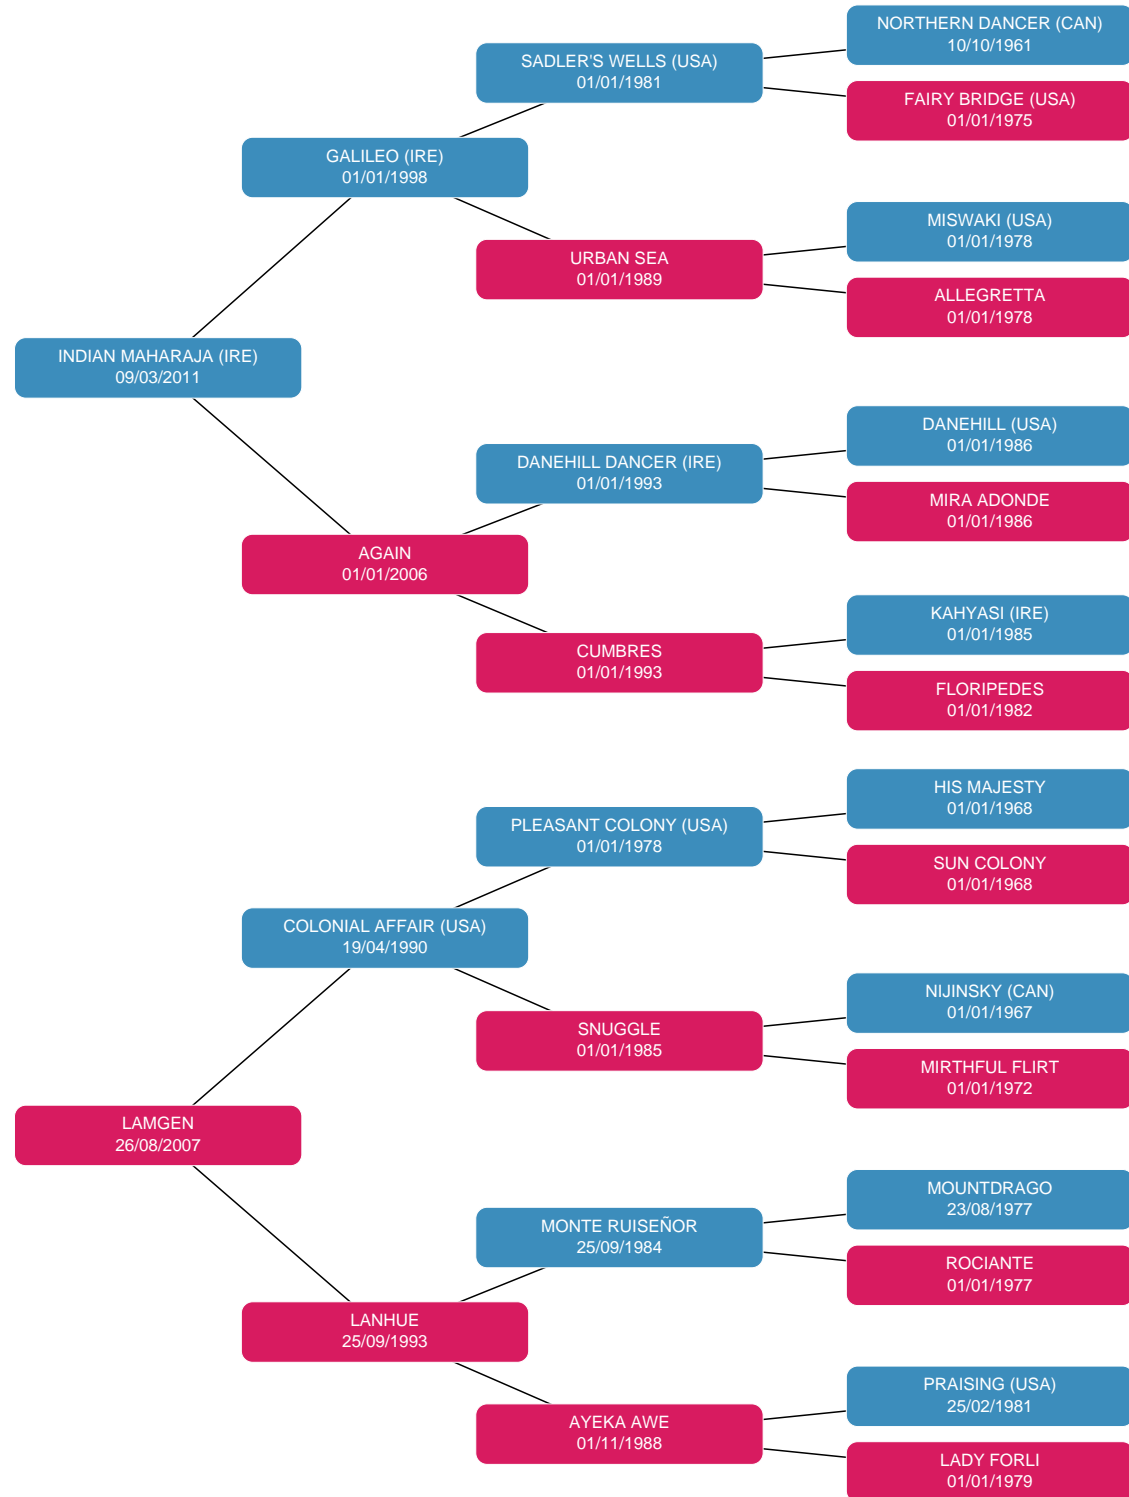 NORTHERN DANCER (CAN)
10/10/1961
SADLER'S WELLS (USA)
01/01/1981
FAIRY BRIDGE (USA)
01/01/1975
GALILEO (IRE)
01/01/1998
MISWAKI (USA)
01/01/1978
URBAN SEA
01/01/1989
ALLEGRETTA
01/01/1978
INDIAN MAHARAJA (IRE)
09/03/2011
DANEHILL (USA)
01/01/1986
DANEHILL DANCER (IRE)
01/01/1993
MIRA ADONDE
01/01/1986
AGAIN
01/01/2006
KAHYASI (IRE)
01/01/1985
CUMBRES
01/01/1993
FLORIPEDES
01/01/1982
HIS MAJESTY
01/01/1968
PLEASANT COLONY (USA)
01/01/1978
SUN COLONY
01/01/1968
COLONIAL AFFAIR (USA)
19/04/1990
NIJINSKY (CAN)
01/01/1967
SNUGGLE
01/01/1985
MIRTHFUL FLIRT
01/01/1972
LAMGEN
26/08/2007
MOUNTDRAGO
23/08/1977
MONTE RUISEÑOR
25/09/1984
ROCIANTE
01/01/1977
LANHUE
25/09/1993
PRAISING (USA)
25/02/1981
AYEKA AWE
01/11/1988
LADY FORLI
01/01/1979